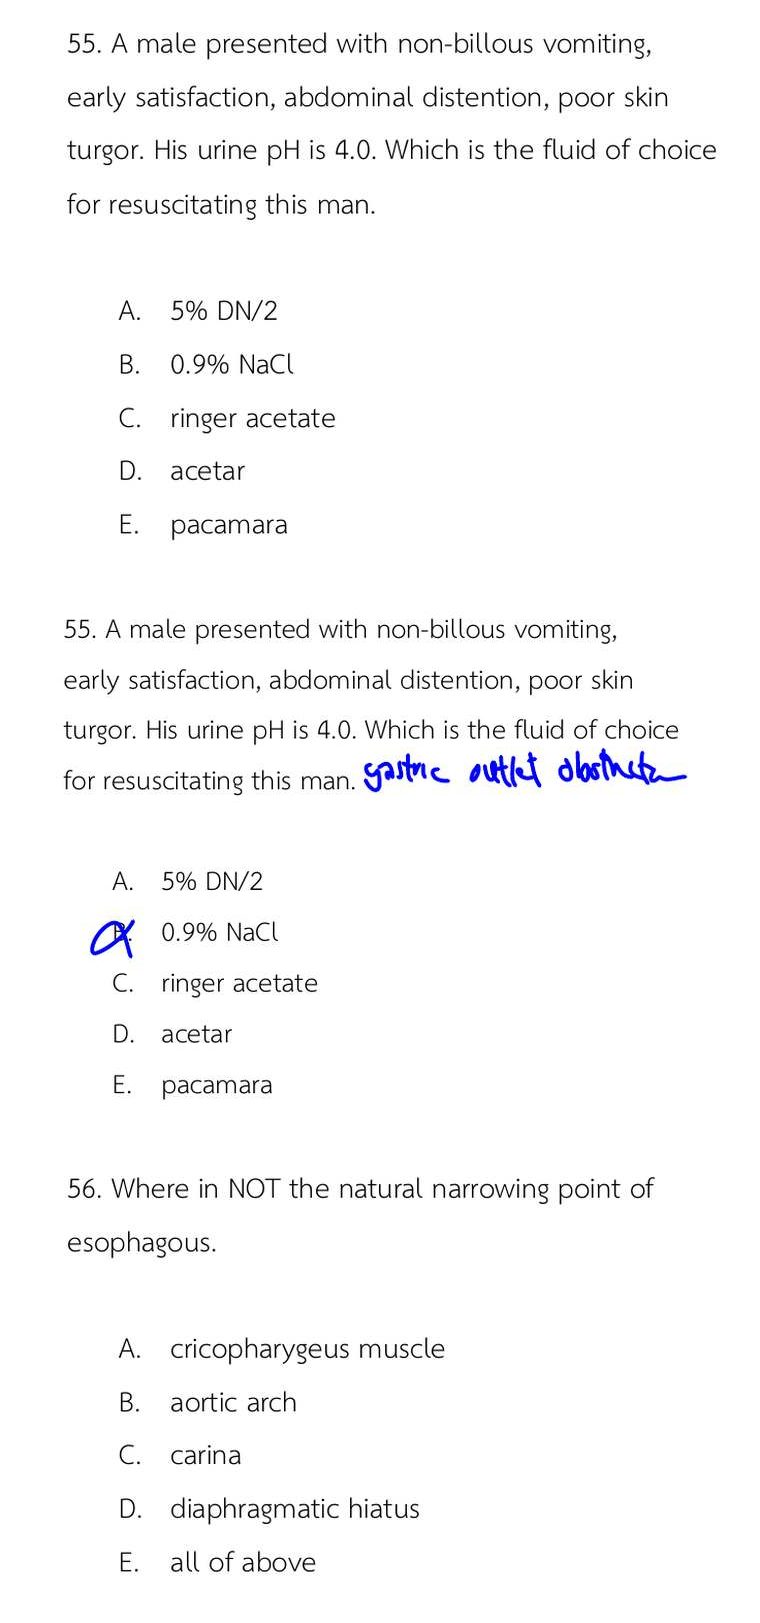 55. A male presented with non-billous vomiting,
early satisfaction, abdominal distention, poor skin
turgor. His urine pH is 4.0. Which is the fluid of choice
for resuscitating this man.
A. 5% DN/2
B. 0.9% NaCl
C. ringer acetate
D. acetar
E. pacamara
55. A male presented with non-billous vomiting,
early satisfaction, abdominal distention, poor skin
turgor. His urine pH is 4.0. Which is the fluid of choice
for resuscitating this man. gastric outlet
A. 5% DN/2
B. 0.9% NaCl
C. ringer acetate
D. acetar
E. pacamara
56. Where in NOT the natural narrowing point of
esophagous.
A. cricopharygeus muscle
B. aortic arch
C. carina
D. diaphragmatic hiatus
E. all of above